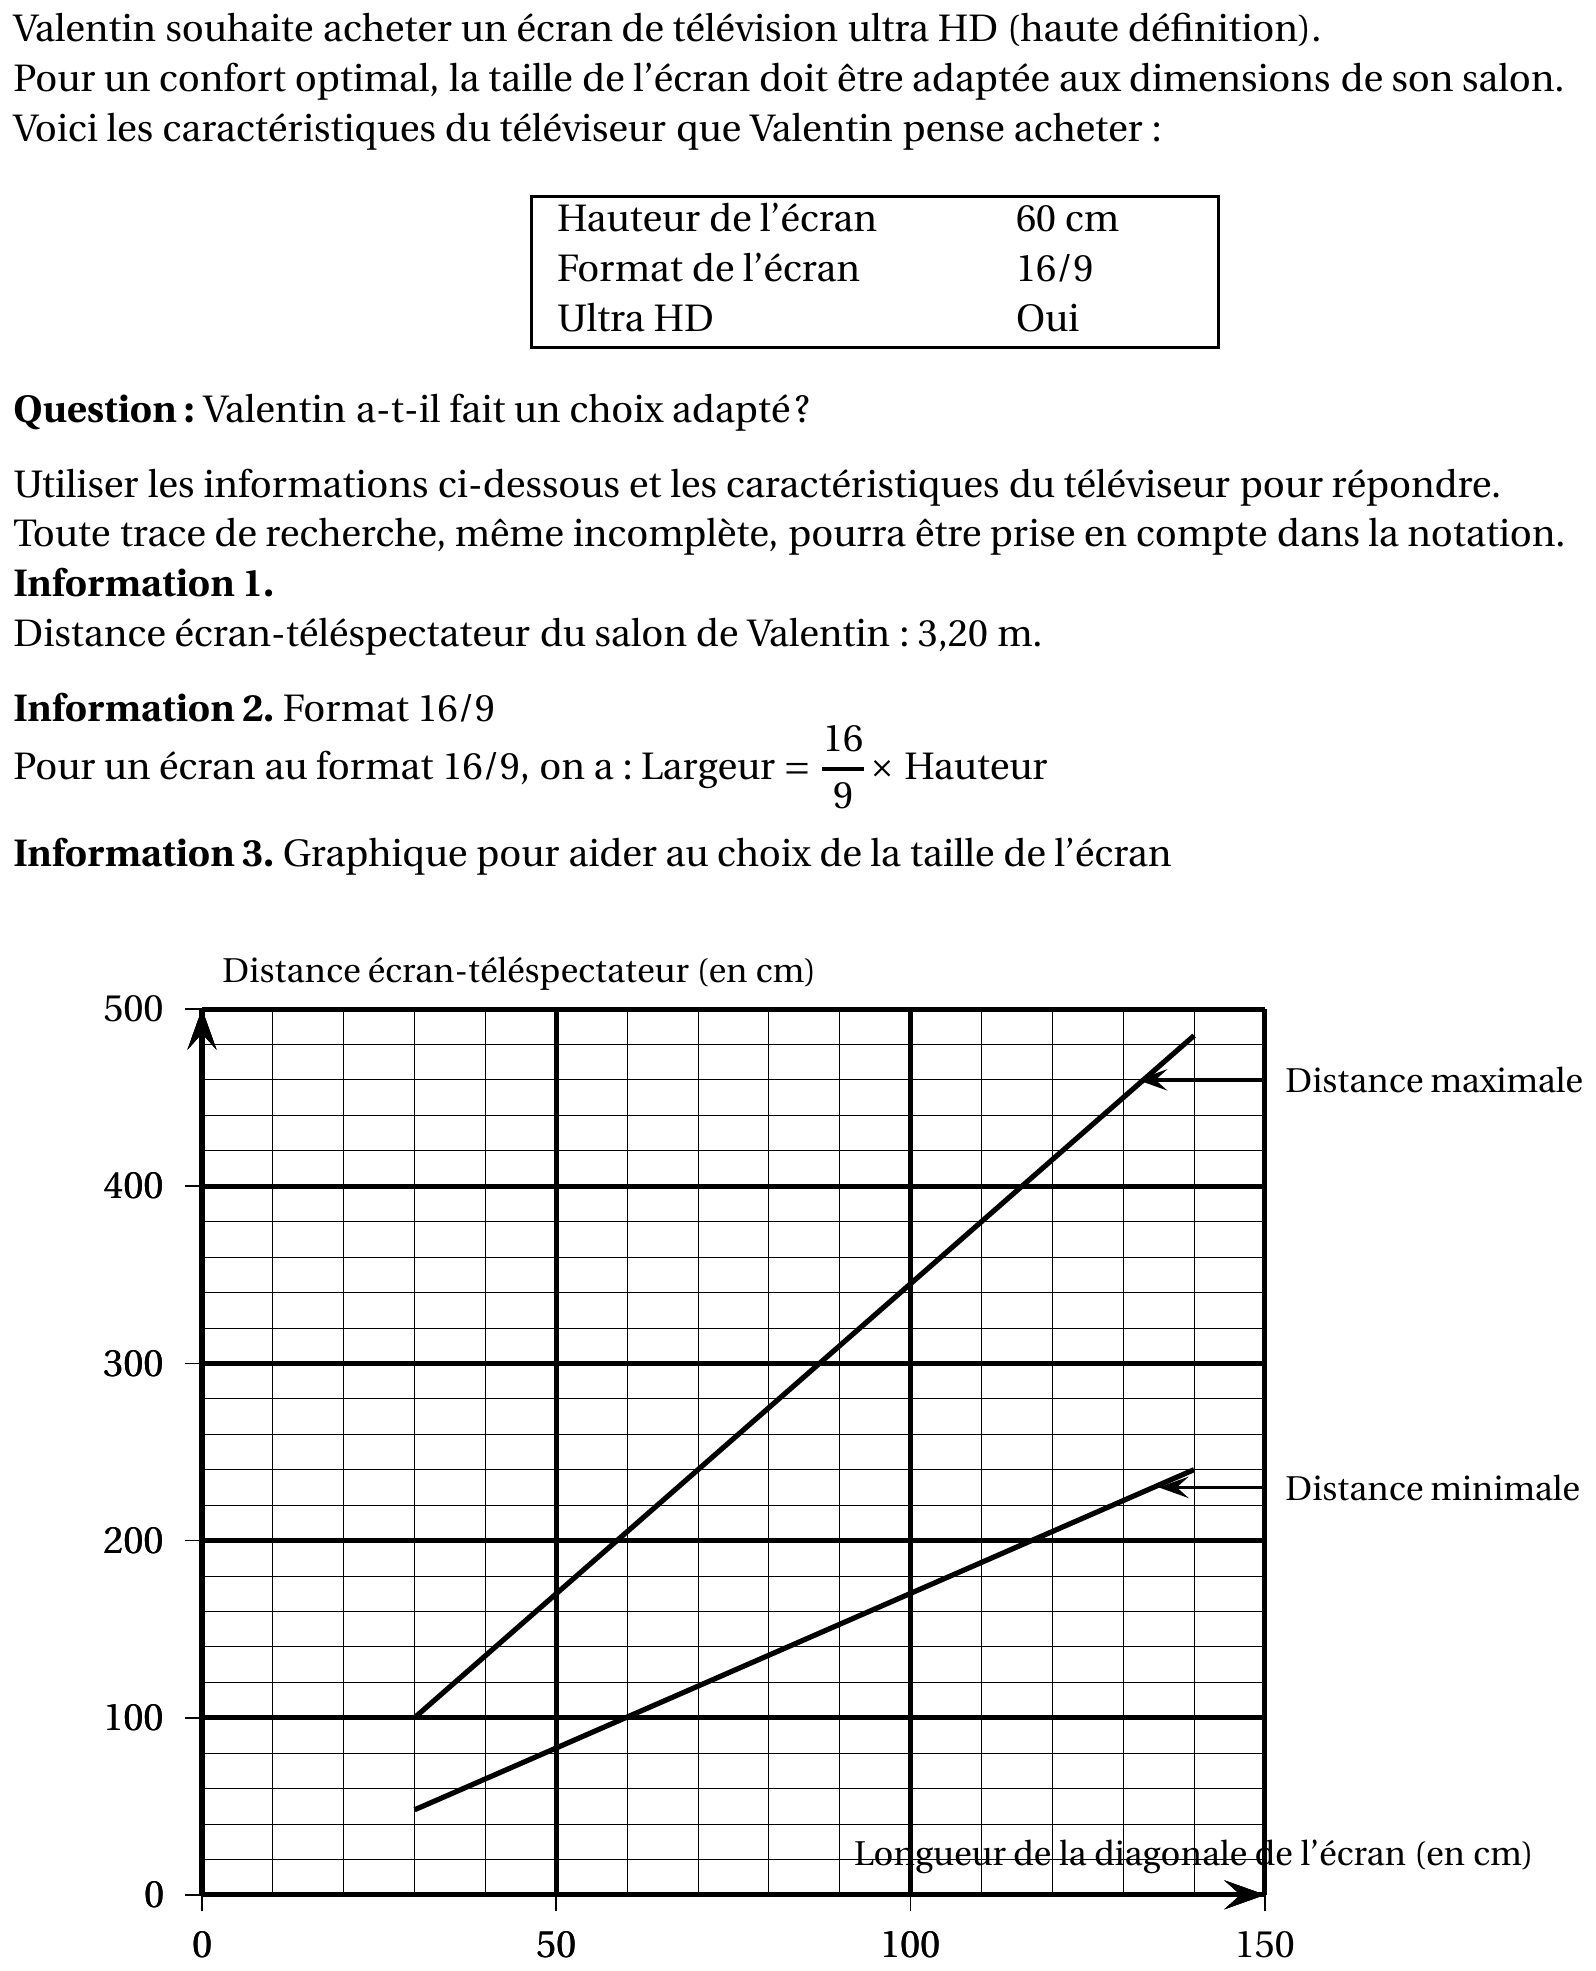 Valentin souhaite acheter un écran de télévision ultra HD (haute définition).
Pour un confort optimal, la taille de l'écran doit être adaptée aux dimensions de son salon.
Voici les caractéristiques du téléviseur que Valentin pense acheter :
Hauteur de l'écran 60 cm
Format de l'écran 16/9
Ultra HD Oui
Question : Valentin a-t-il fait un choix adapté ?
Utiliser les informations ci-dessous et les caractéristiques du téléviseur pour répondre.
Toute trace de recherche, même incomplète, pourra être prise en compte dans la notation.
Information 1.
Distance écran-téléspectateur du salon de Valentin : 3,20 m.
Information 2. Format 16/9
Pour un écran au format 16/9, on a : Largeur = 16/9 × Hauteur
Information 3. Graphique pour aider au choix de la taille de l'écran
Distance écran-téléspectateur (en cm)
500
Distance maximale
400
300
Distance minimale
200
100
Longueur de la diagonale de l'écran (en cm)
0
0 50 100 150